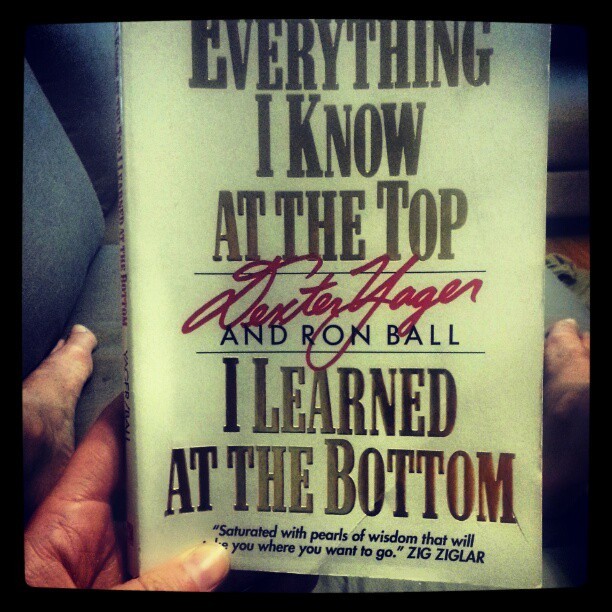 EVERYTHING
I KNOW
AT THE TOP
Dexter Yager
AND RON BALL
I LEARNED
AT THE BOTTOM
"Saturated with pearls of wisdom that will
you where you want to go." ZIG ZIGLAR